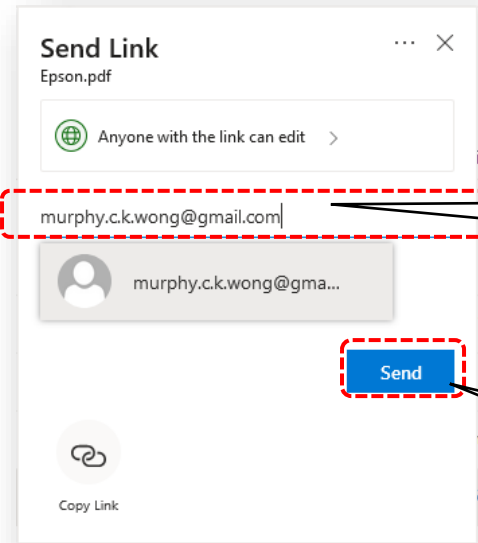 Send Link
Epson.pdf
Anyone with the link can edit
murphy.c.k.wong@gmail.com
murphy.c.k.wong@gma...
Send
Copy Link